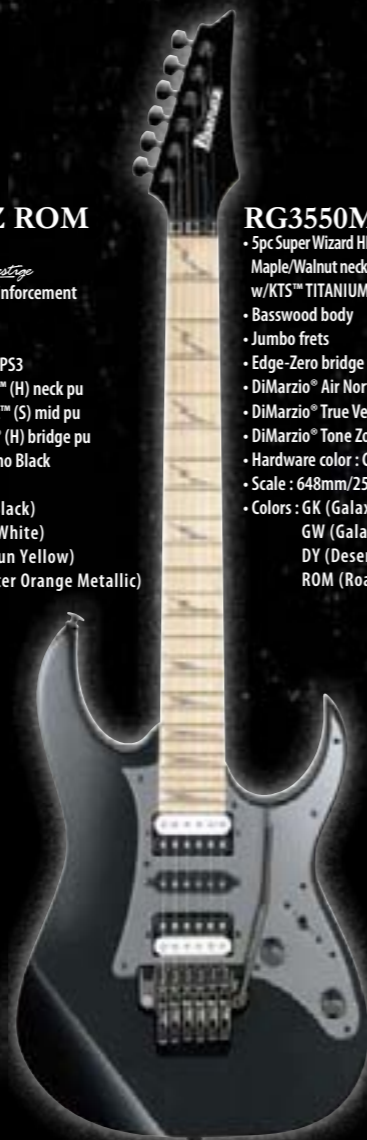 Ibanez
Z ROM
nforcement
PS3
™ (H) neck pu
™ (S) mid pu
(H) bridge pu
no Black
lack)
White)
un Yellow)
er Orange Metallic)
RG3550M
• 5pc Super Wizard H
Maple/Walnut neck
w/KTS™ TITANIUM
• Basswood body
• Jumbo frets
• Edge-Zero bridge
• DiMarzio® Air Nor
• DiMarzio® True Ve
• DiMarzio® Tone Zo
• Hardware color : C
• Scale : 648mm/25
• Colors : GK (Galax
GW (Gala
DY (Deser
ROM (Roa